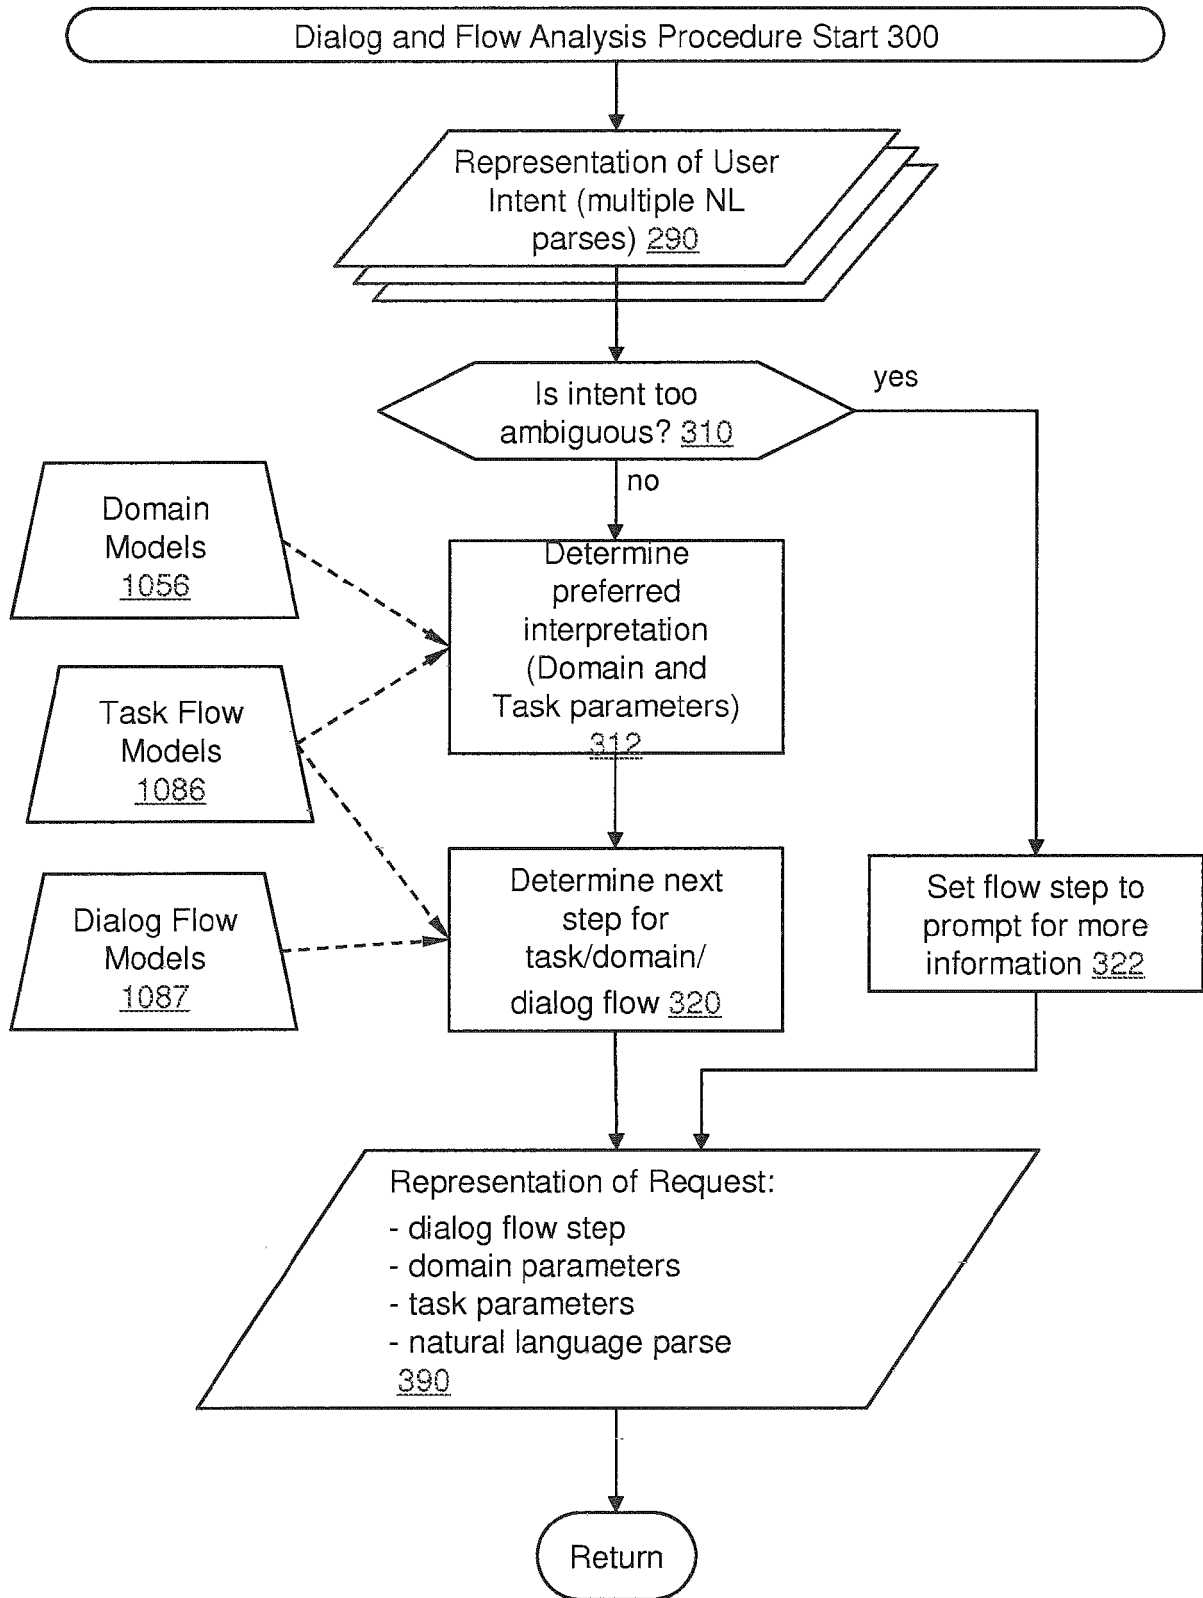 Dialog and Flow Analysis Procedure Start 300
Representation of User
Intent (multiple NL
parses) 290
Is intent too
ambiguous? 310
yes
no
Domain
Models
1056
Determine
preferred
interpretation
(Domain and
Task parameters)
312
Task Flow
Models
1086
Dialog Flow
Models
1087
Determine next
step for
task/domain/
dialog flow 320
Set flow step to
prompt for more
information 322
Representation of Request:
- dialog flow step
- domain parameters
- task parameters
- natural language parse
390
Return